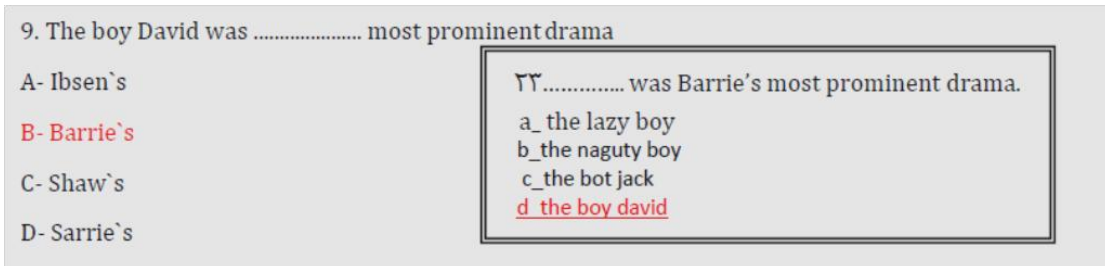 9. The boy David was ..................... most prominent drama
A- Ibsen`s
B- Barrie`s
C- Shaw`s
D- Sarrie`s
٢٣.............. was Barrie’s most prominent drama.
a_ the lazy boy
b_the naguty boy
c_the bot jack
d_the boy david